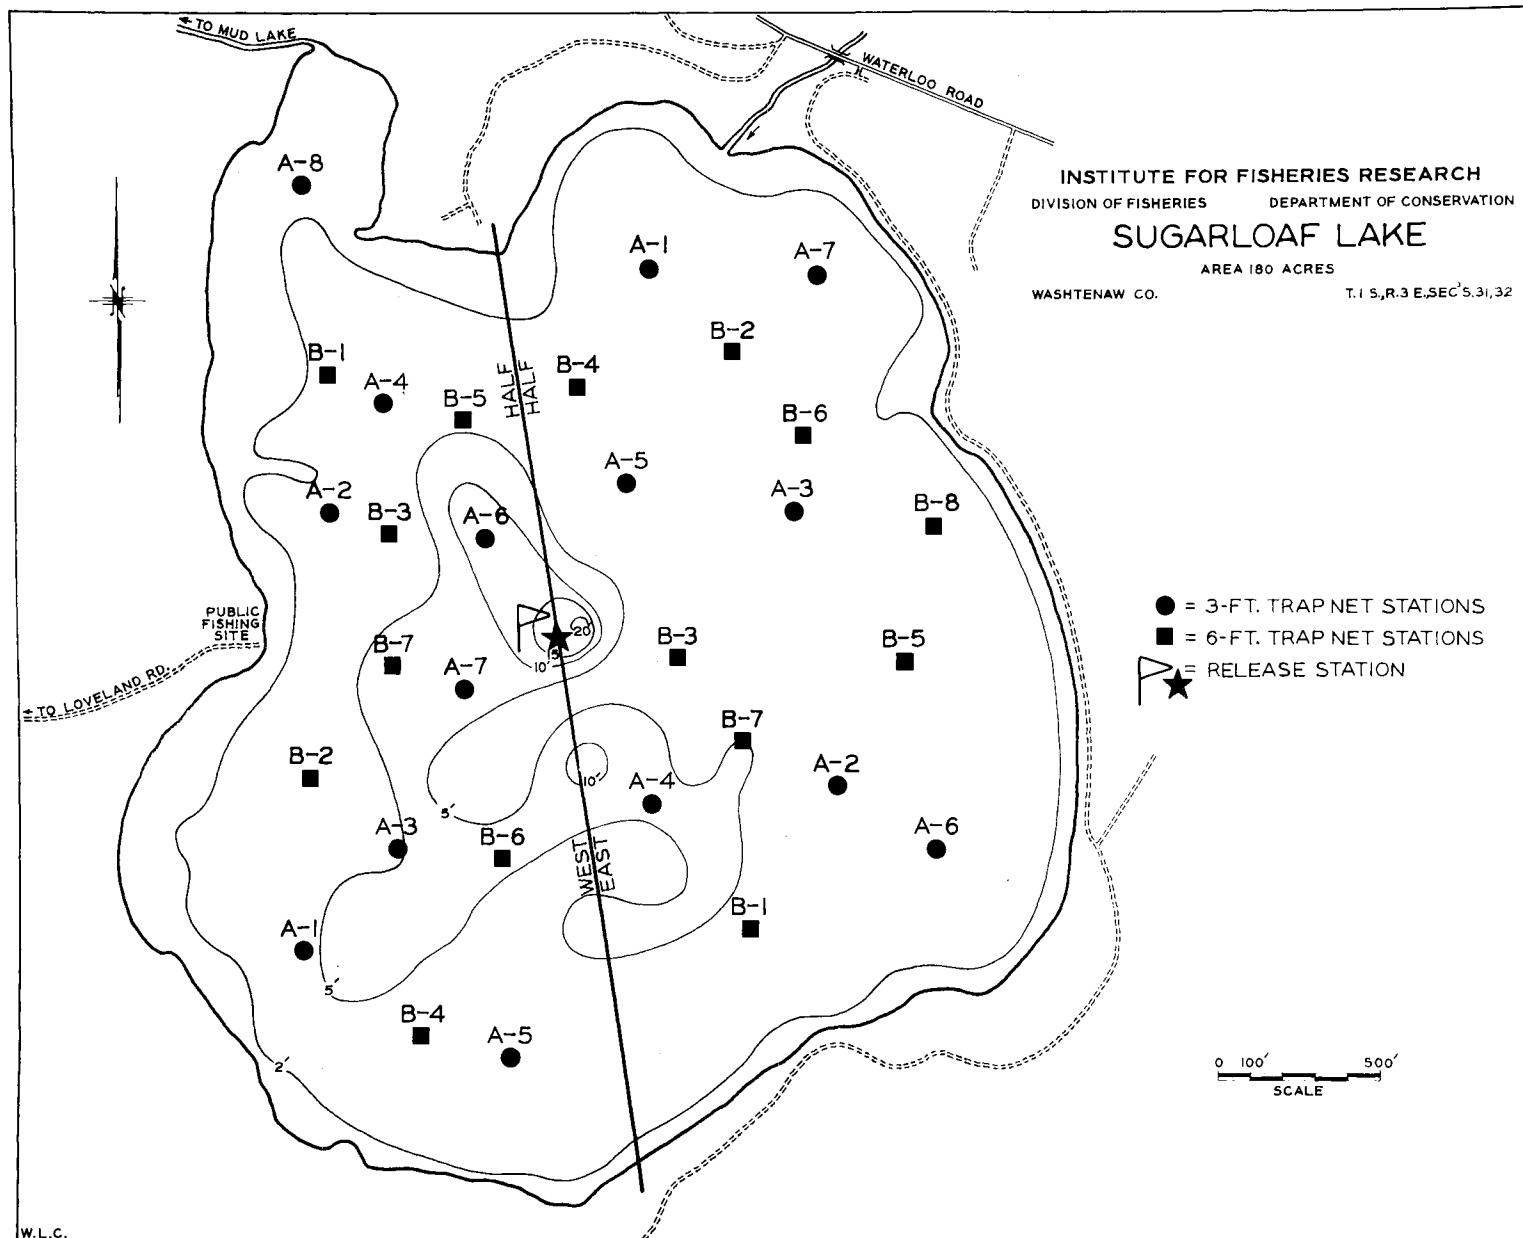 ← TO MUD LAKE
WATERLOO ROAD
INSTITUTE FOR FISHERIES RESEARCH
DIVISION OF FISHERIES DEPARTMENT OF CONSERVATION
SUGARLOAF LAKE
AREA 180 ACRES
WASHTENAW CO. T.1 S., R.3 E., SEC'S. 31, 32
A-8
A-1
A-7
B-2
B-1
A-4
B-4
B-5
HALF
HALF
B-6
A-5
A-2
B-3
A-6
A-3
B-8
PUBLIC
FISHING
SITE
20'
15'
10'
B-7
A-7
B-3
B-5
← TO LOVELAND RD.
● = 3-FT. TRAP NET STATIONS
■ = 6-FT. TRAP NET STATIONS
★ = RELEASE STATION
B-7
B-2
10'
A-4
A-2
5'
A-3
B-6
WEST
EAST
A-6
A-1
B-1
5'
B-4
A-5
2'
0 100' 500'
SCALE
W.L.C.